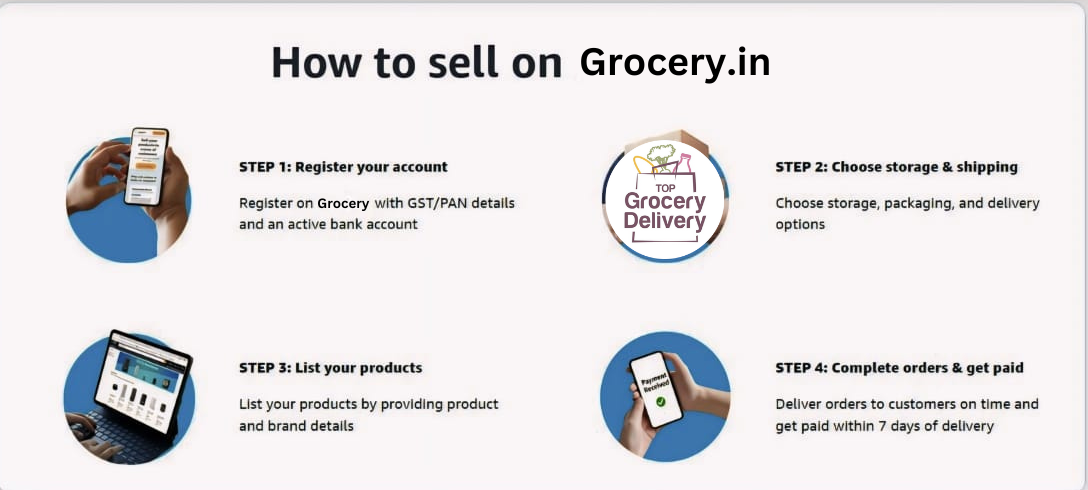 How to sell on Grocery.in
STEP 1: Register your account
Register on Grocery with GST/PAN details
and an active bank account
TOP
Grocery
Delivery
STEP 2: Choose storage & shipping
Choose storage, packaging, and delivery
options
STEP 3: List your products
List your products by providing product
and brand details
Payment
Received
STEP 4: Complete orders & get paid
Deliver orders to customers on time and
get paid within 7 days of delivery